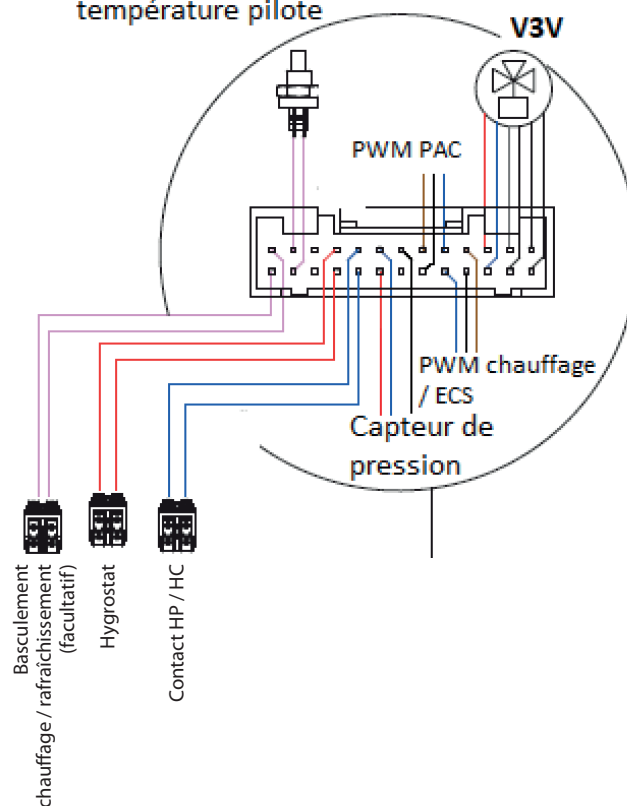 température pilote
V3V
PWM PAC
PWM chauffage
/ ECS
Capteur de
pression
Basculement
chauffage / rafraîchissement
(facultatif)
Hygrostat
Contact HP / HC